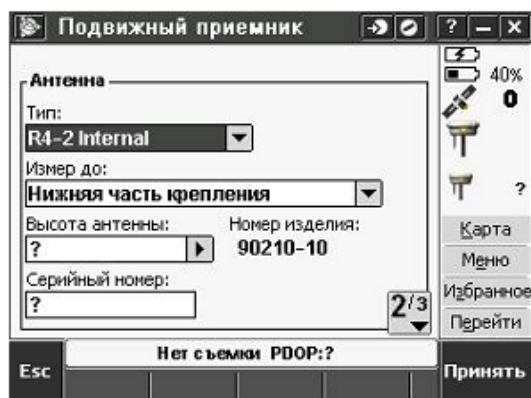 Подвижный приемник
? – x
40%
0
Антенна
Тип:
R4-2 Internal
Измер до:
Нижняя часть крепления
?
Высота антенны: Номер изделия:
? 90210-10
Серийный номер:
?
2/3
Карта
Меню
Избранное
Перейти
Нет съемки PDOP:?
Esc
Принять